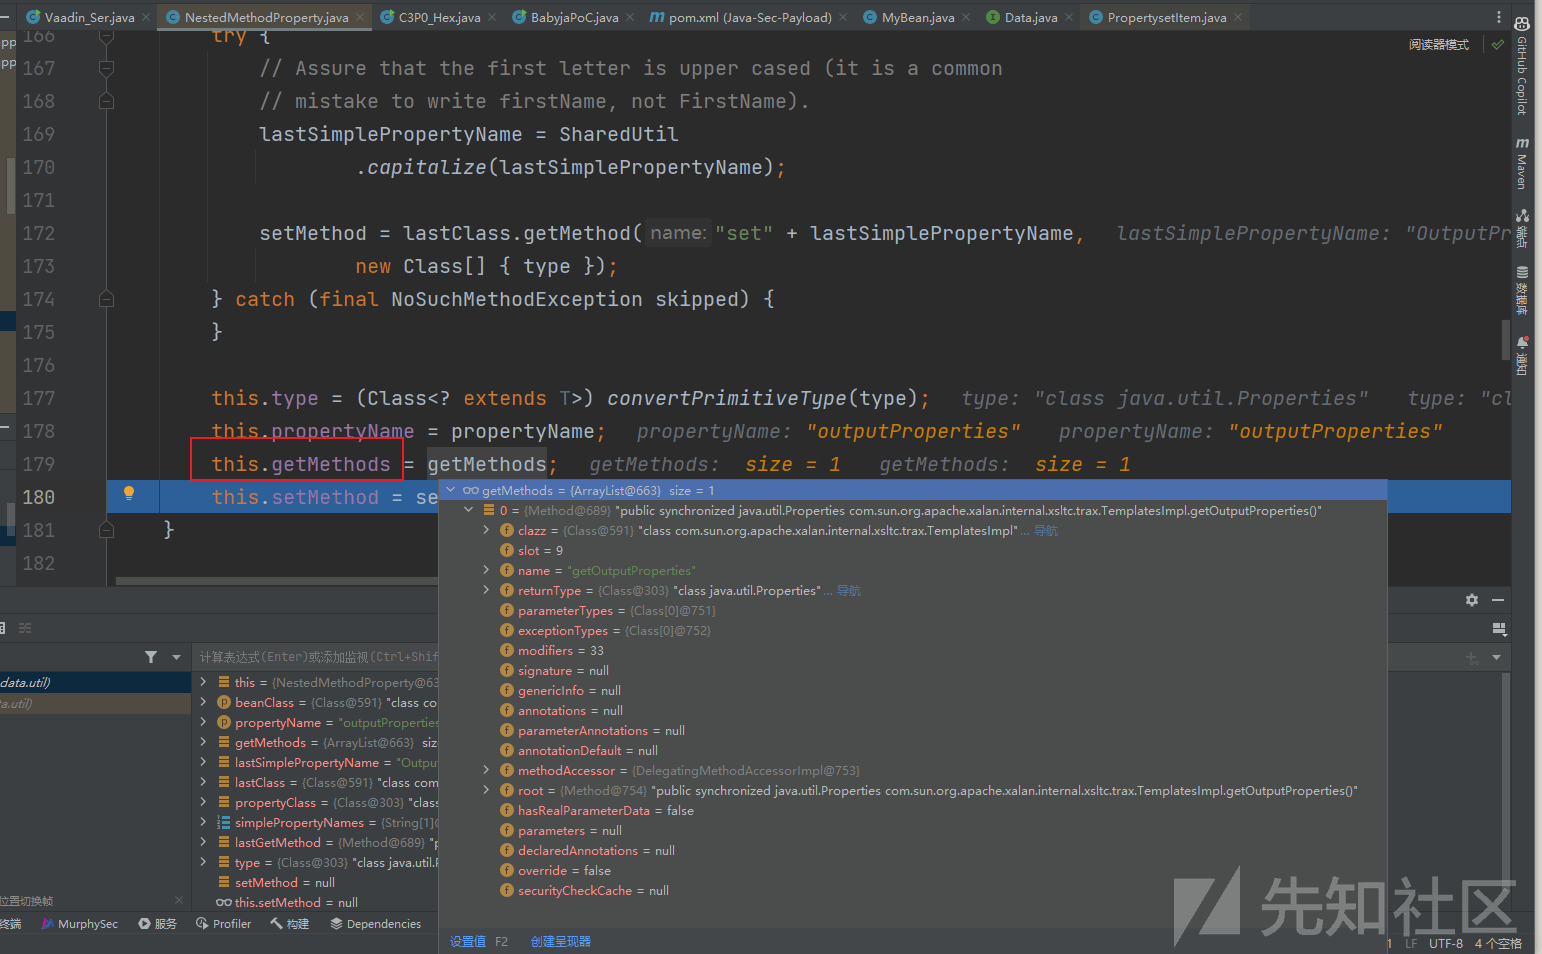 Vaadin_Ser.java
NestedMethodProperty.java
C3P0_Hex.java
BabyjaPoC.java
pom.xml (Java-Sec-Payload)
MyBean.java
Data.java
PropertysetItem.java
阅读器模式
166 try {
167 // Assure that the first letter is upper cased (it is a common
168 // mistake to write firstName, not FirstName).
169 lastSimplePropertyName = SharedUtil
170 .capitalize(lastSimplePropertyName);
171
172 setMethod = lastClass.getMethod( name: "set" + lastSimplePropertyName, lastSimplePropertyName: "OutputPr
173 new Class[] { type });
174 } catch (final NoSuchMethodException skipped) {
175 }
176
177 this.type = (Class<? extends T>) convertPrimitiveType(type); type: "class java.util.Properties" type: "cl
178 this.propertyName = propertyName; propertyName: "outputProperties" propertyName: "outputProperties"
179 this.getMethods = getMethods; getMethods: size = 1 getMethods: size = 1
180 this.setMethod = se
181 }
182
getMethods = {ArrayList@663} size = 1
0 = {Method@689} "public synchronized java.util.Properties com.sun.org.apache.xalan.internal.xsltc.trax.TemplatesImpl.getOutputProperties()"
clazz = {Class@591} "class com.sun.org.apache.xalan.internal.xsltc.trax.TemplatesImpl"... 导航
slot = 9
name = "getOutputProperties"
returnType = {Class@303} "class java.util.Properties"... 导航
parameterTypes = {Class[0]@751}
exceptionTypes = {Class[0]@752}
modifiers = 33
signature = null
genericInfo = null
annotations = null
parameterAnnotations = null
annotationDefault = null
methodAccessor = {DelegatingMethodAccessorImpl@753}
root = {Method@754} "public synchronized java.util.Properties com.sun.org.apache.xalan.internal.xsltc.trax.TemplatesImpl.getOutputProperties()"
hasRealParameterData = false
parameters = null
declaredAnnotations = null
override = false
securityCheckCache = null
设置值 F2 创建呈现器
data.util)
ta.util)
计算表达式(Enter)或添加监视(Ctrl+Shif
this = {NestedMethodProperty@63
beanClass = {Class@591} "class co
propertyName = "outputProperties
getMethods = {ArrayList@663} siz
lastSimplePropertyName = "Outpu
lastClass = {Class@591} "class com
propertyClass = {Class@303} "class
simplePropertyNames = {String[1]@
lastGetMethod = {Method@689} "p
type = {Class@303} "class java.util.P
setMethod = null
this.setMethod = null
位置切换帧
终端
MurphySec
服务
Profiler
构建
Dependencies
GitHub Copilot
Maven
端点
数据库
通知
先知社区
1 LF UTF-8 4 个空格